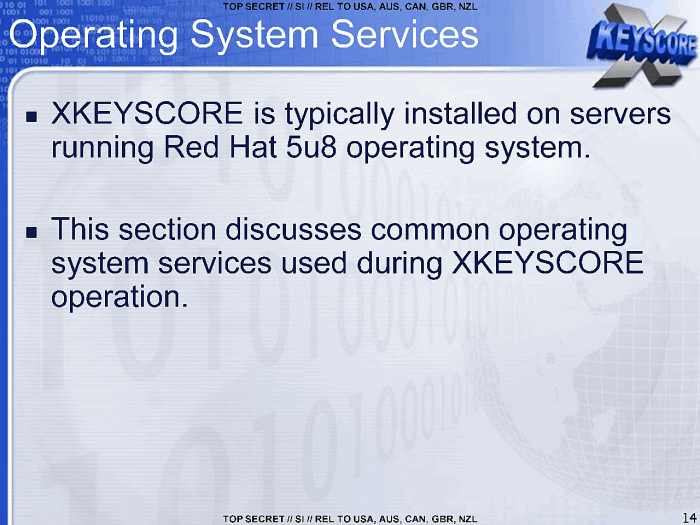 TOP SECRET // SI // REL TO USA, AUS, CAN, GBR, NZL
Operating System Services
XKEYSCORE
■ XKEYSCORE is typically installed on servers
running Red Hat 5u8 operating system.
■ This section discusses common operating
system services used during XKEYSCORE
operation.
TOP SECRET // SI // REL TO USA, AUS, CAN, GBR, NZL
14